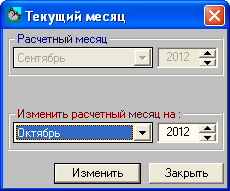 Текущий месяц
Расчетный месяц
Сентябрь 2012
Изменить расчетный месяц на :
Октябрь 2012
Изменить Закрыть